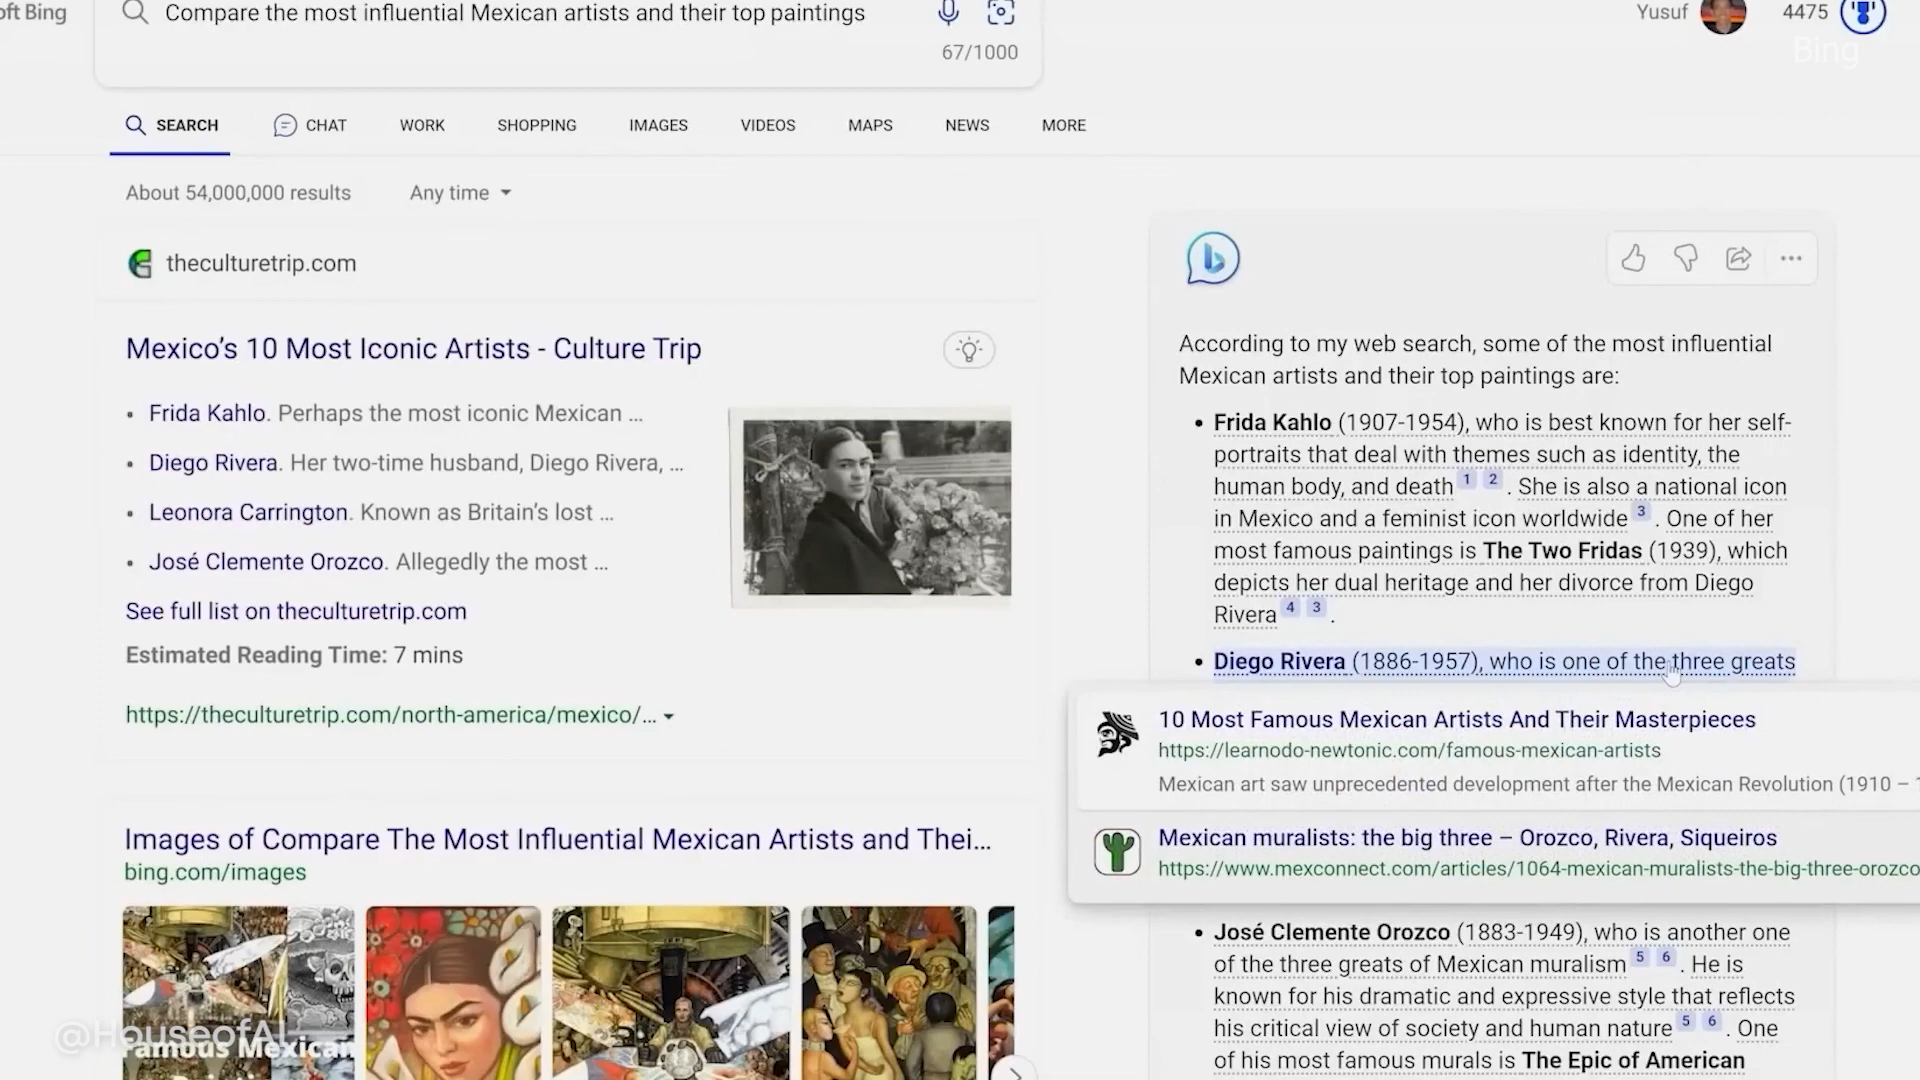 oft Bing
Compare the most influential Mexican artists and their top paintings
67/1000
Yusuf
4475
Bing
SEARCH
CHAT
WORK
SHOPPING
IMAGES
VIDEOS
MAPS
NEWS
MORE
About 54,000,000 results
Any time
theculturetrip.com
Mexico’s 10 Most Iconic Artists - Culture Trip
Frida Kahlo. Perhaps the most iconic Mexican ...
Diego Rivera. Her two-time husband, Diego Rivera, ...
Leonora Carrington. Known as Britain’s lost ...
José Clemente Orozco. Allegedly the most ...
See full list on theculturetrip.com
Estimated Reading Time: 7 mins
https://theculturetrip.com/north-america/mexico/...
Images of Compare The Most Influential Mexican Artists and Thei...
bing.com/images
@HouseofAI
Famous Mexican
According to my web search, some of the most influential
Mexican artists and their top paintings are:
Frida Kahlo (1907-1954), who is best known for her self-
portraits that deal with themes such as identity, the
human body, and death 1 2 . She is also a national icon
in Mexico and a feminist icon worldwide 3 . One of her
most famous paintings is The Two Fridas (1939), which
depicts her dual heritage and her divorce from Diego
Rivera 4 3 .
Diego Rivera (1886-1957), who is one of the three greats
10 Most Famous Mexican Artists And Their Masterpieces
https://learnodo-newtonic.com/famous-mexican-artists
Mexican art saw unprecedented development after the Mexican Revolution (1910 – 1
Mexican muralists: the big three – Orozco, Rivera, Siqueiros
https://www.mexconnect.com/articles/1064-mexican-muralists-the-big-three-orozco
José Clemente Orozco (1883-1949), who is another one
of the three greats of Mexican muralism 5 6 . He is
known for his dramatic and expressive style that reflects
his critical view of society and human nature 5 6 . One
of his most famous murals is The Epic of American